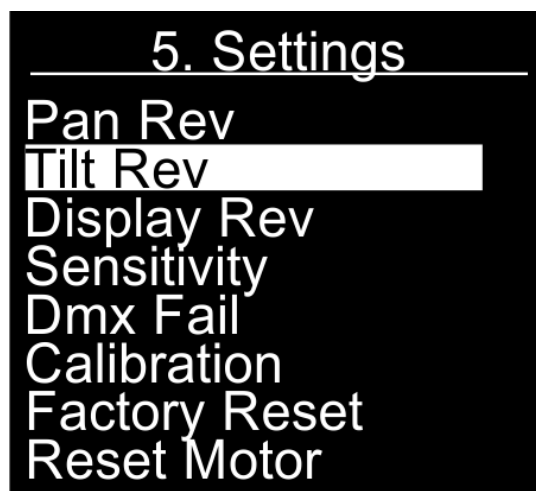 5. Settings
Pan Rev
Tilt Rev
Display Rev
Sensitivity
Dmx Fail
Calibration
Factory Reset
Reset Motor